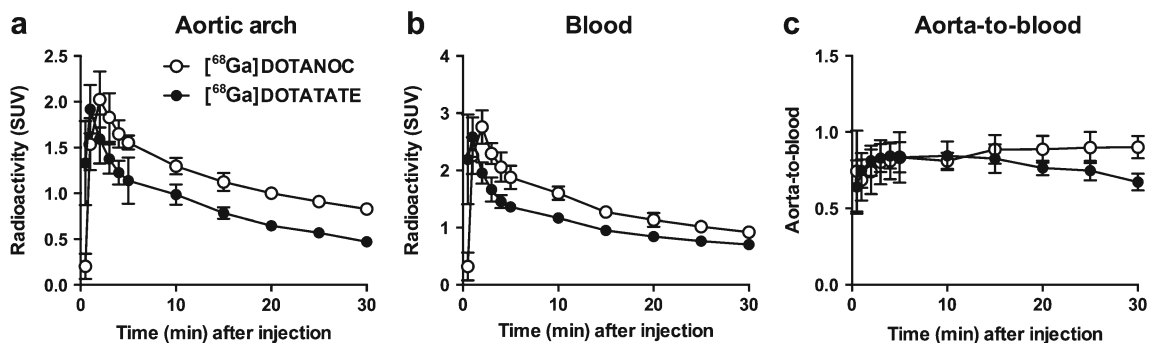 a
Aortic arch
2.5
2.0
1.5
1.0
0.5
0.0
Radioactivity (SUV)
[⁶⁸Ga]DOTANOC
[⁶⁸Ga]DOTATATE
0 10 20 30
Time (min) after injection
b
Blood
4
3
2
1
0
Radioactivity (SUV)
0 10 20 30
Time (min) after injection
c
Aorta-to-blood
1.5
1.0
0.5
0.0
Aorta-to-blood
0 10 20 30
Time (min) after injection